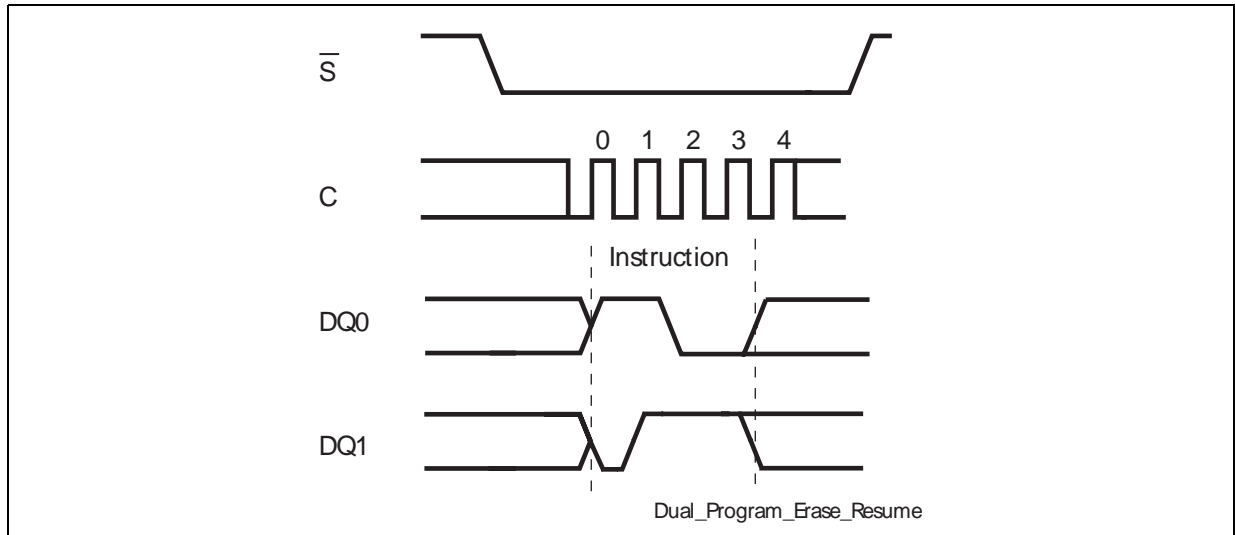 S̅
0 1 2 3 4
C
Instruction
DQ0
DQ1
Dual_Program_Erase_Resume